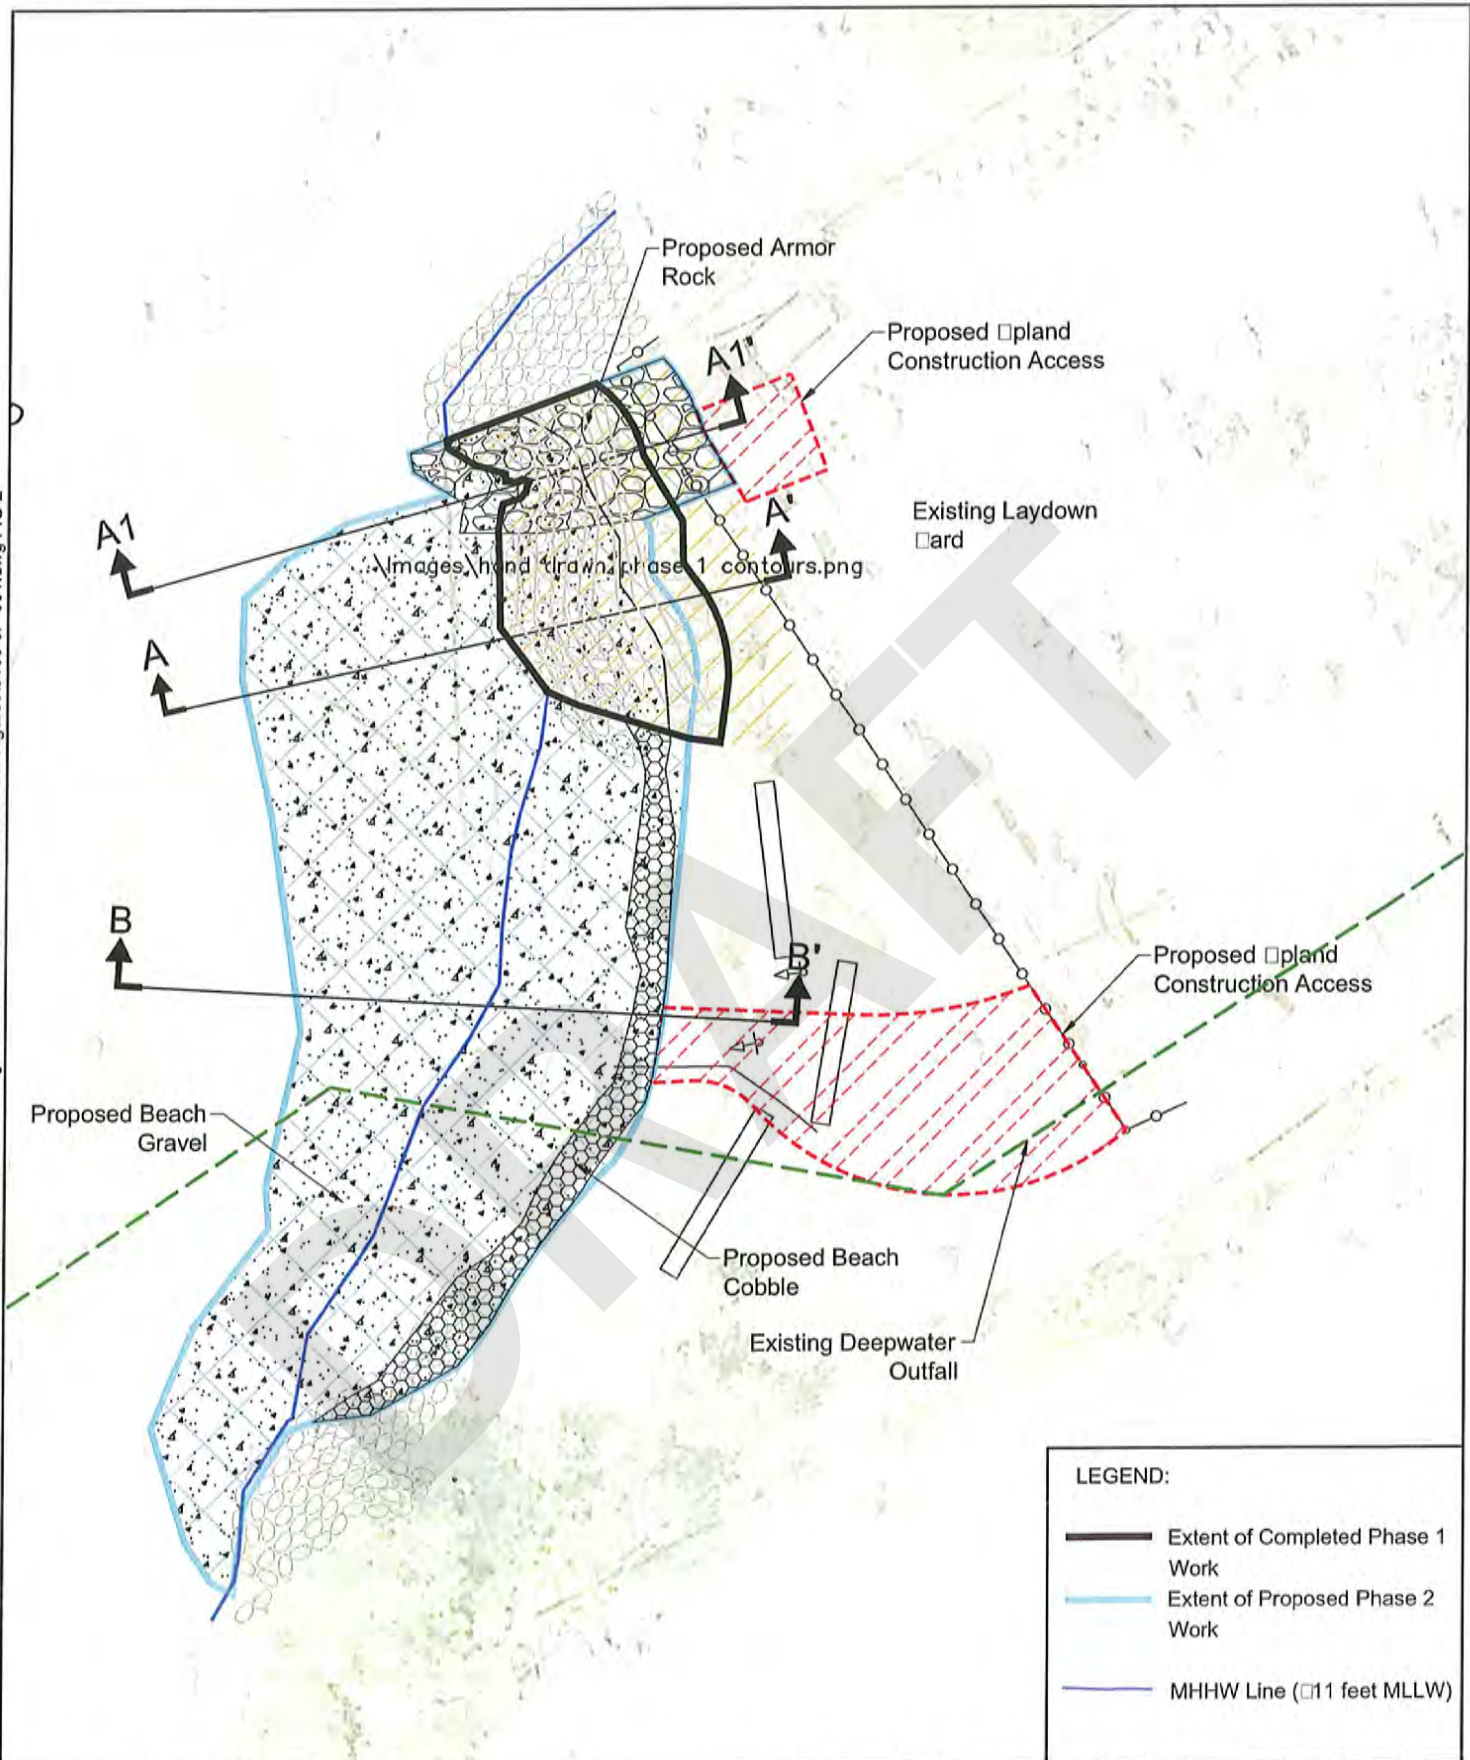 Proposed Armor
Rock
A1'
Proposed □pland
Construction Access
A1
A'
Existing Laydown
□ard
.\Images\hand drawn phase 1 contours.png
A
B
B'
Proposed □pland
Construction Access
Proposed Beach
Gravel
Proposed Beach
Cobble
Existing Deepwater
Outfall
DRAFT
LEGEND:
Extent of Completed Phase 1
Work
Extent of Proposed Phase 2
Work
MHHW Line (□11 feet MLLW)